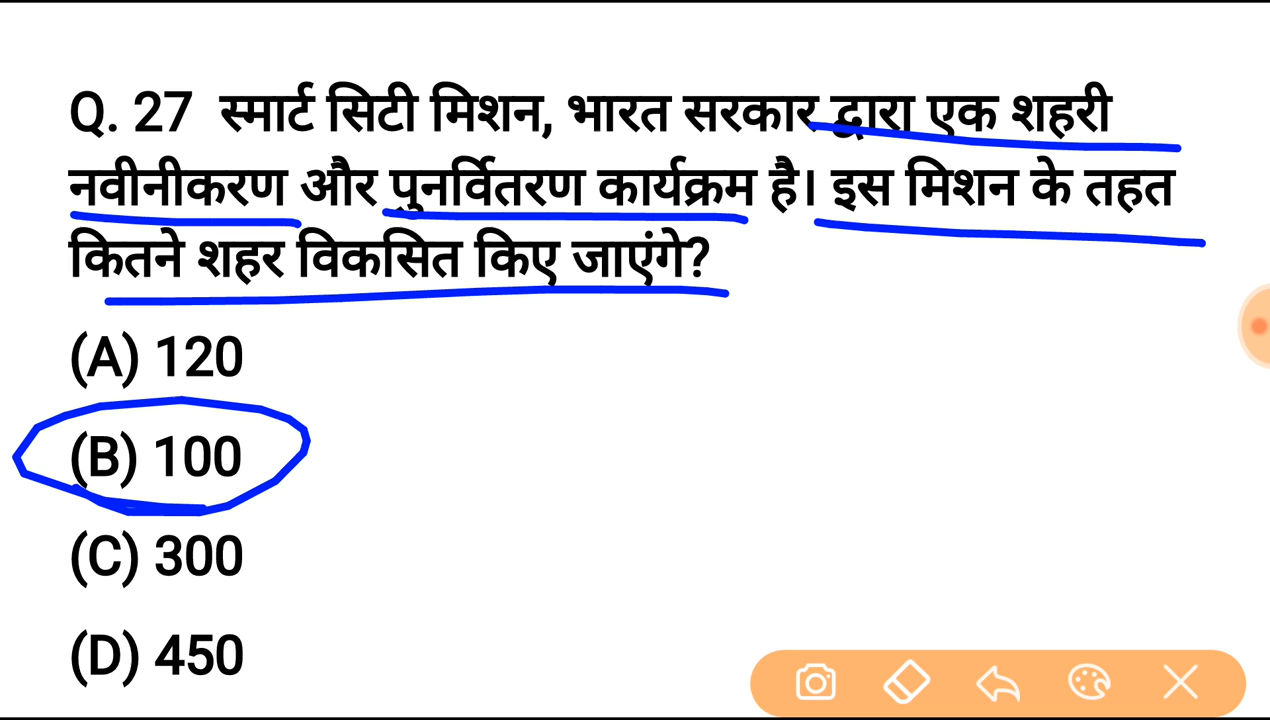 Q. 27 स्मार्ट सिटी मिशन, भारत सरकार द्वारा एक शहरी
नवीनीकरण और पुनर्वितरण कार्यक्रम है। इस मिशन के तहत
कितने शहर विकसित किए जाएंगे?
(A) 120
(B) 100
(C) 300
(D) 450